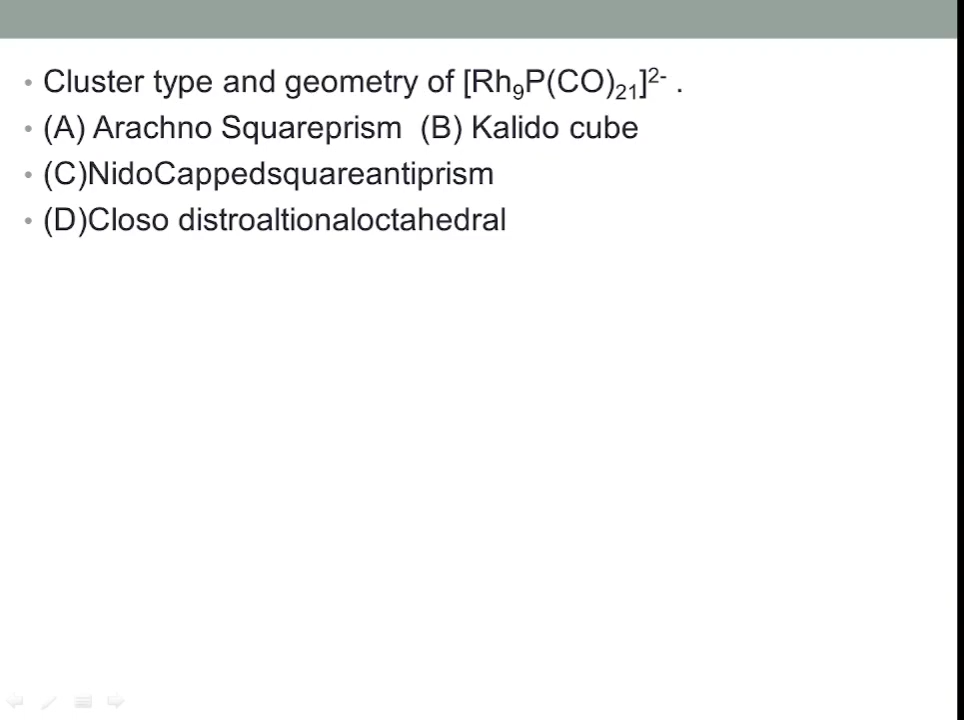 • Cluster type and geometry of [Rh₉P(CO)₂₁]²⁻ .
• (A) Arachno Squareprism (B) Kalido cube
• (C)NidoCappedsquareantiprism
• (D)Closo distroaltionaloctahedral